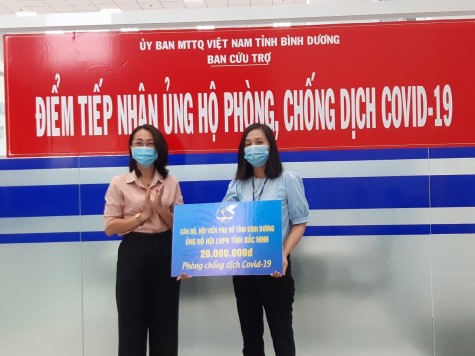 ỦY BAN MTTQ VIỆT NAM TỈNH BÌNH DƯƠNG
BAN CỨU TRỢ
ĐIỂM TIẾP NHẬN ỦNG HỘ PHÒNG, CHỐNG DỊCH COVID-19
CÁN BỘ, HỘI VIÊN PHỤ NỮ TỈNH BÌNH DƯƠNG
ỦNG HỘ HỘI LHPN TỈNH BẮC NINH
20.000.000đ
Phòng chống dịch Covid-19